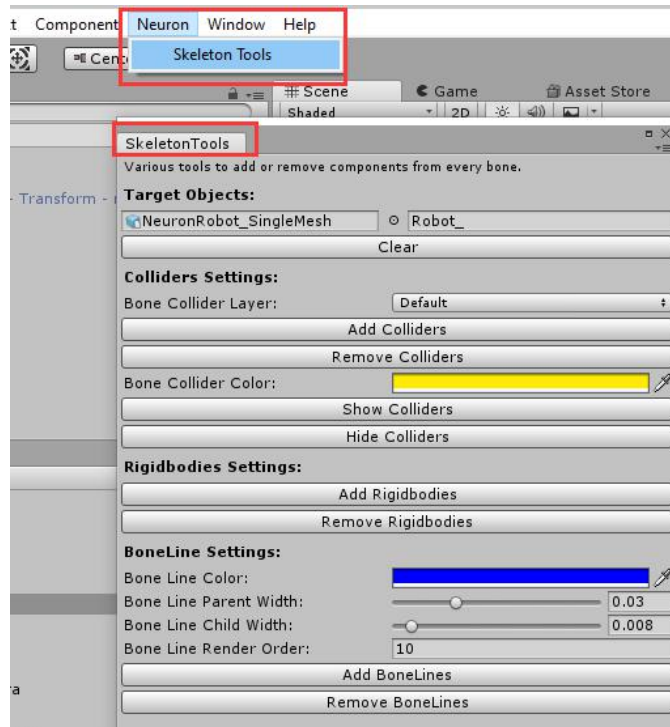 t Component Neuron Window Help
Skeleton Tools
Scene Game Asset Store
Shaded 2D
SkeletonTools
Various tools to add or remove components from every bone.
- Transform -
Target Objects:
NeuronRobot_SingleMesh Robot_
Clear
Colliders Settings:
Bone Collider Layer: Default
Add Colliders
Remove Colliders
Bone Collider Color:
Show Colliders
Hide Colliders
Rigidbodies Settings:
Add Rigidbodies
Remove Rigidbodies
BoneLine Settings:
Bone Line Color:
Bone Line Parent Width: 0.03
Bone Line Child Width: 0.008
Bone Line Render Order: 10
Add BoneLines
ra
Remove BoneLines